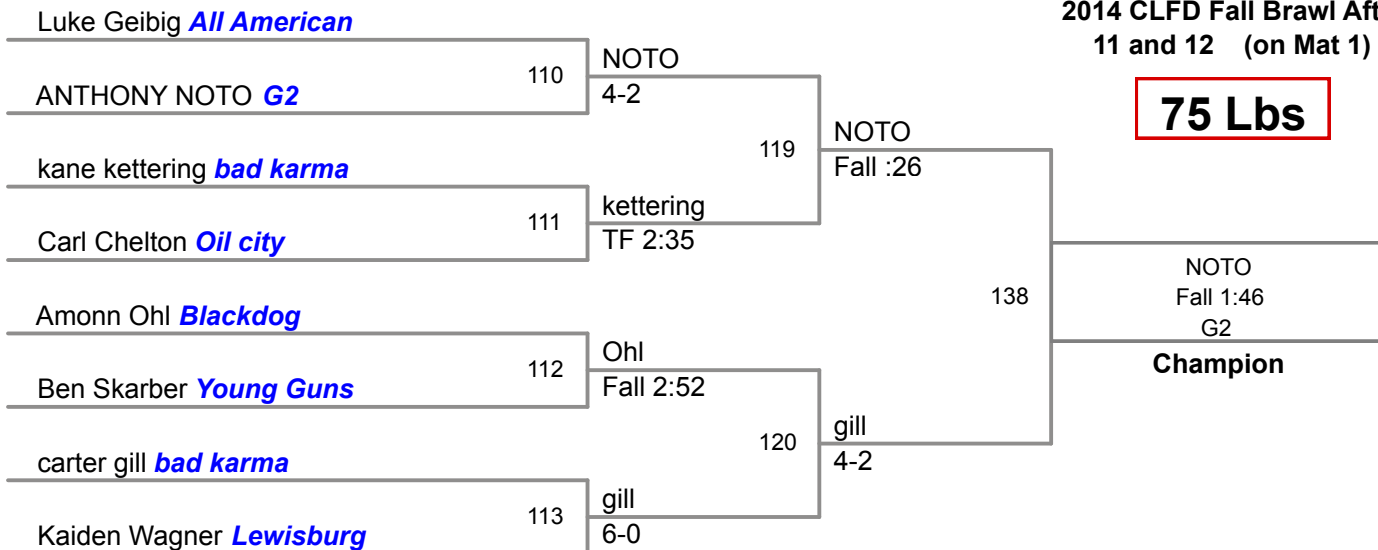 Luke Geibig All American
2014 CLFD Fall Brawl Aft
11 and 12 (on Mat 1)
75 Lbs
110
NOTO
4-2
ANTHONY NOTO G2
119
NOTO
Fall :26
kane kettering bad karma
111
kettering
TF 2:35
Carl Chelton Oil city
138
NOTO
Fall 1:46
G2
Champion
Amonn Ohl Blackdog
112
Ohl
Fall 2:52
Ben Skarber Young Guns
120
gill
4-2
carter gill bad karma
113
gill
6-0
Kaiden Wagner Lewisburg